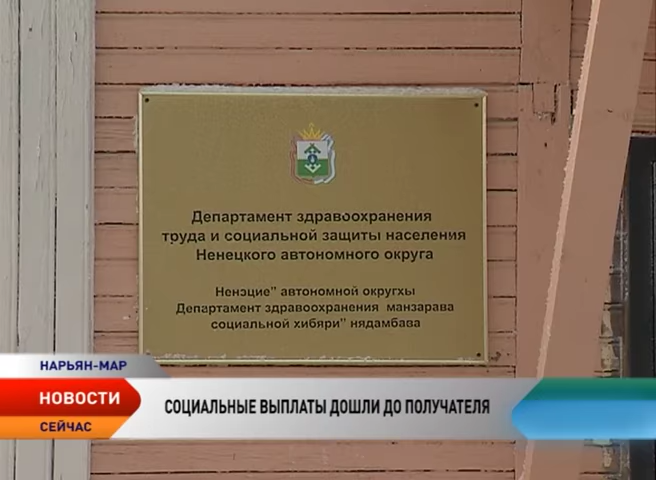 Департамент здравоохранения
труда и социальной защиты населения
Ненецкого автономного округа
Ненэцие" автономной округхы
Департамент здравоохранения манзарава
социальной хибяри" нядамбава
НАРЬЯН-МАР
НОВОСТИ
СЕЙЧАС
СОЦИАЛЬНЫЕ ВЫПЛАТЫ ДОШЛИ ДО ПОЛУЧАТЕЛЯ